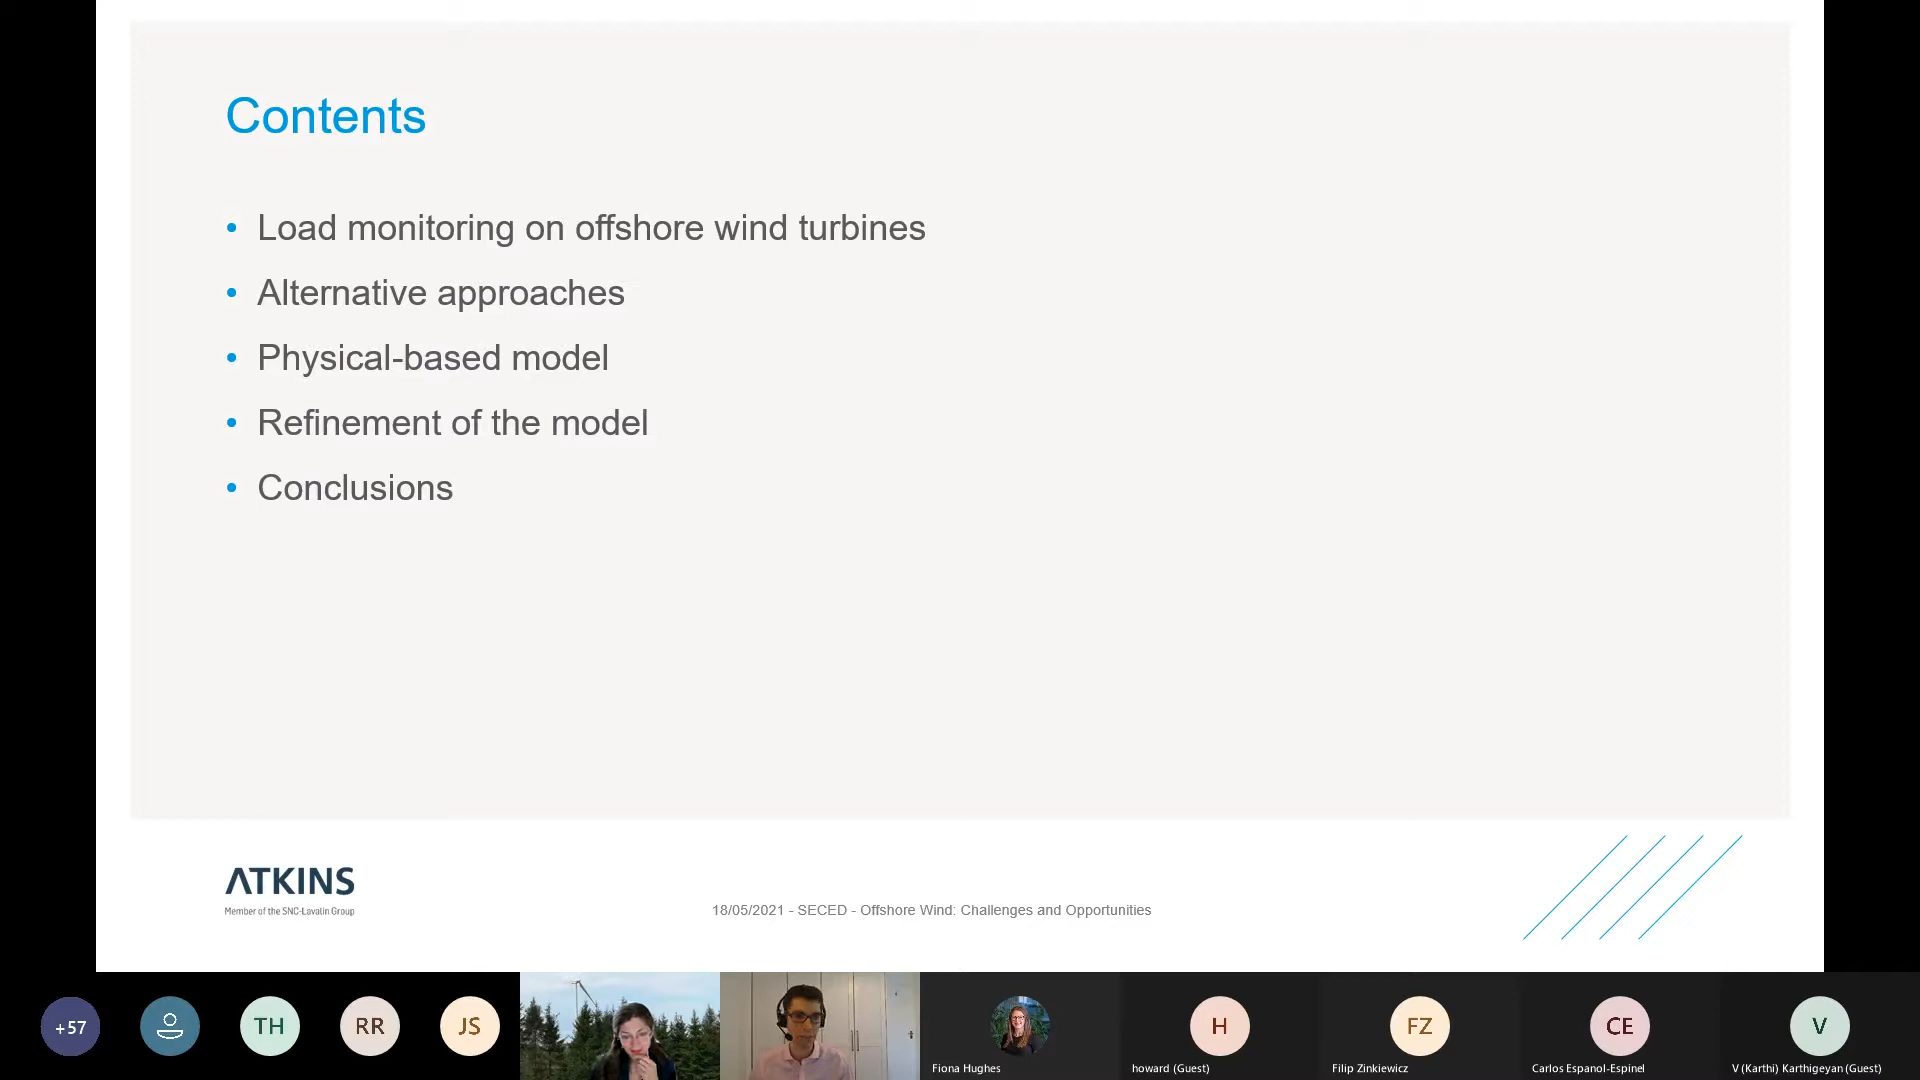 Contents
• Load monitoring on offshore wind turbines
• Alternative approaches
• Physical-based model
• Refinement of the model
• Conclusions
ATKINS
Member of the SNC-Lavalin Group
18/05/2021 - SECED - Offshore Wind: Challenges and Opportunities
+57
TH
RR
JS
Fiona Hughes
H
howard (Guest)
FZ
Filip Zinkiewicz
CE
Carlos Espanol-Espinel
V
V (Karthi) Karthigeyan (Guest)